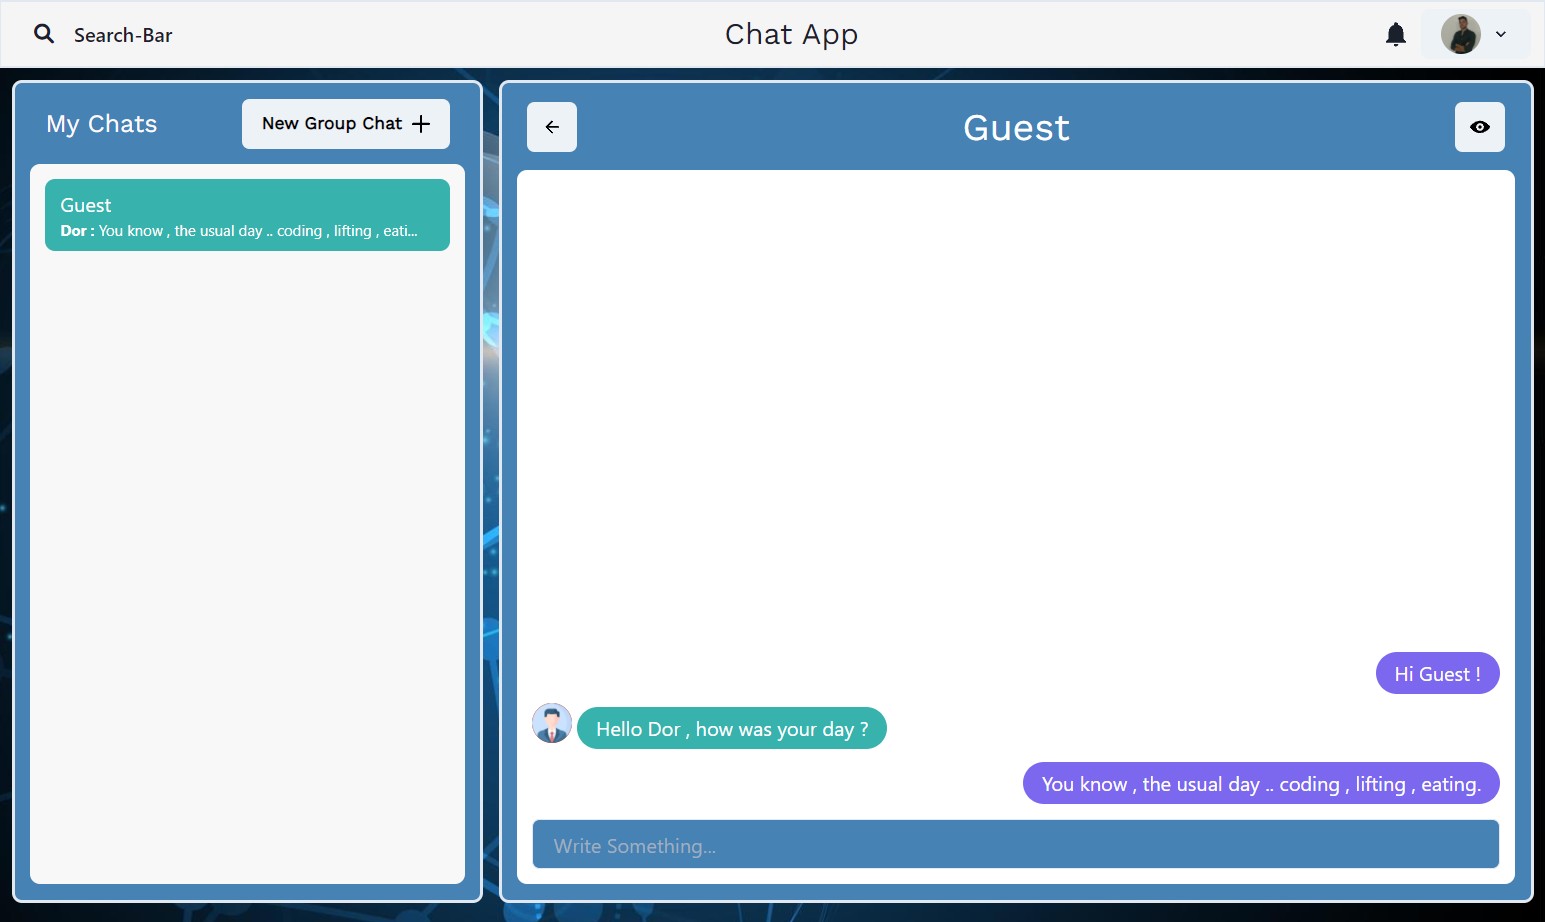 Search-Bar
Chat App
My Chats
New Group Chat
Guest
Dor : You know , the usual day .. coding , lifting , eati...
Guest
Hi Guest !
Hello Dor , how was your day ?
You know , the usual day .. coding , lifting , eating.
Write Something...